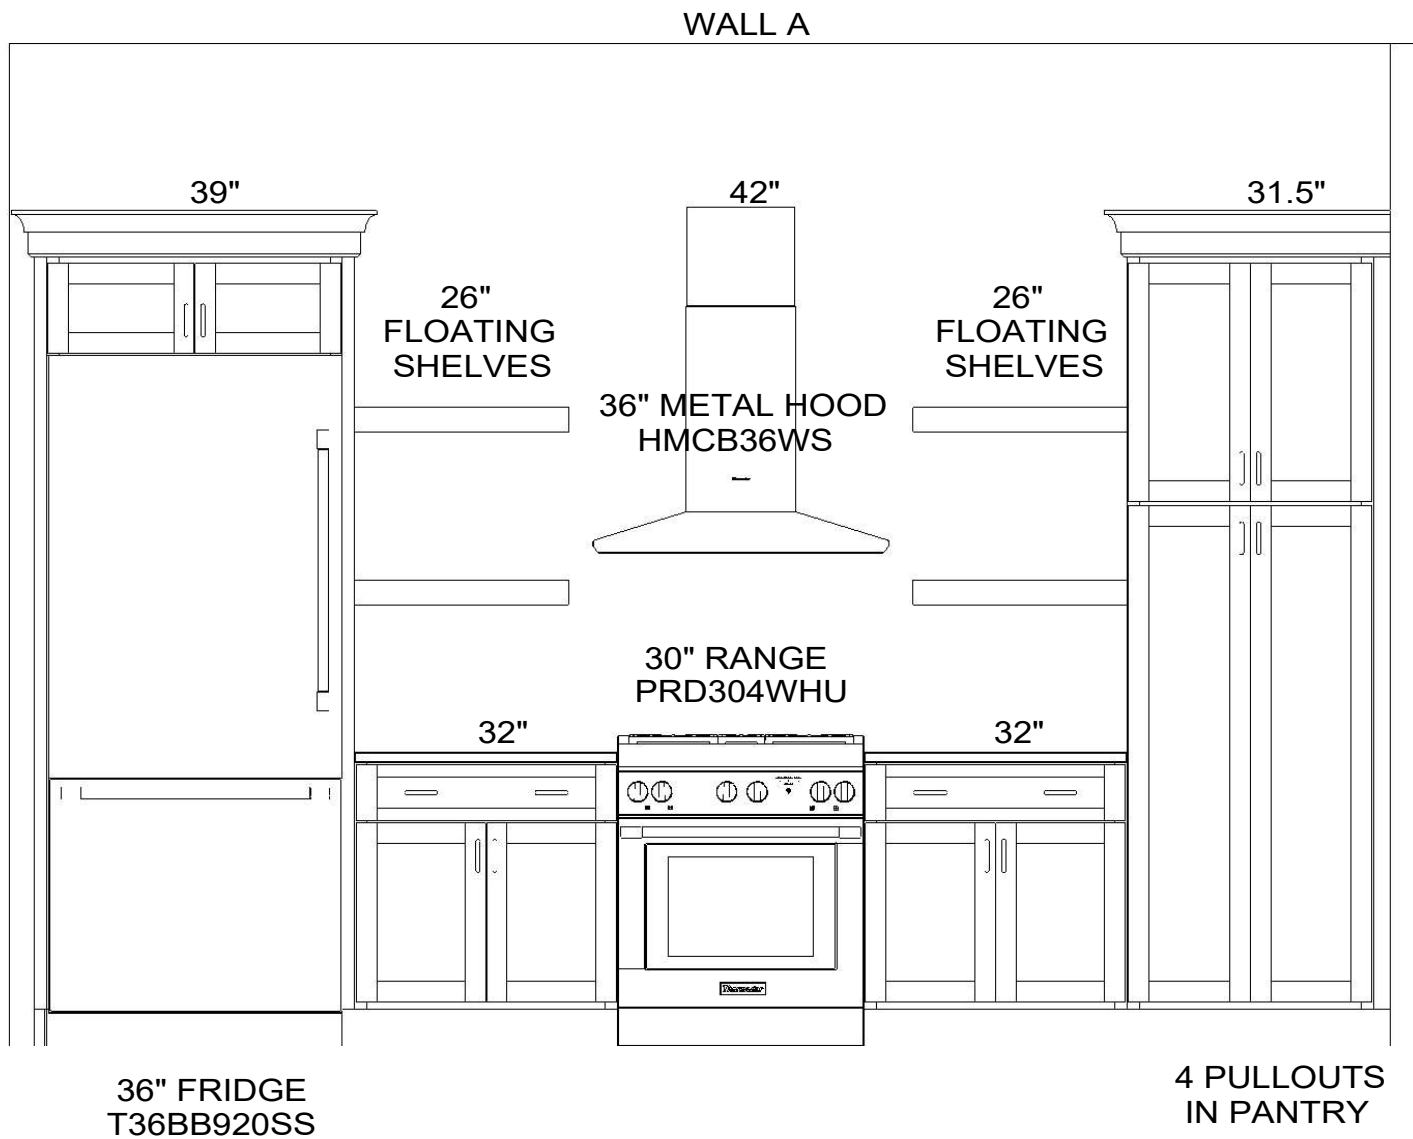 WALL A
39"
42"
31.5"
26"
FLOATING
SHELVES
26"
FLOATING
SHELVES
36" METAL HOOD
HMCB36WS
30" RANGE
PRD304WHU
32"
32"
Thermador
36" FRIDGE
T36BB920SS
4 PULLOUTS
IN PANTRY